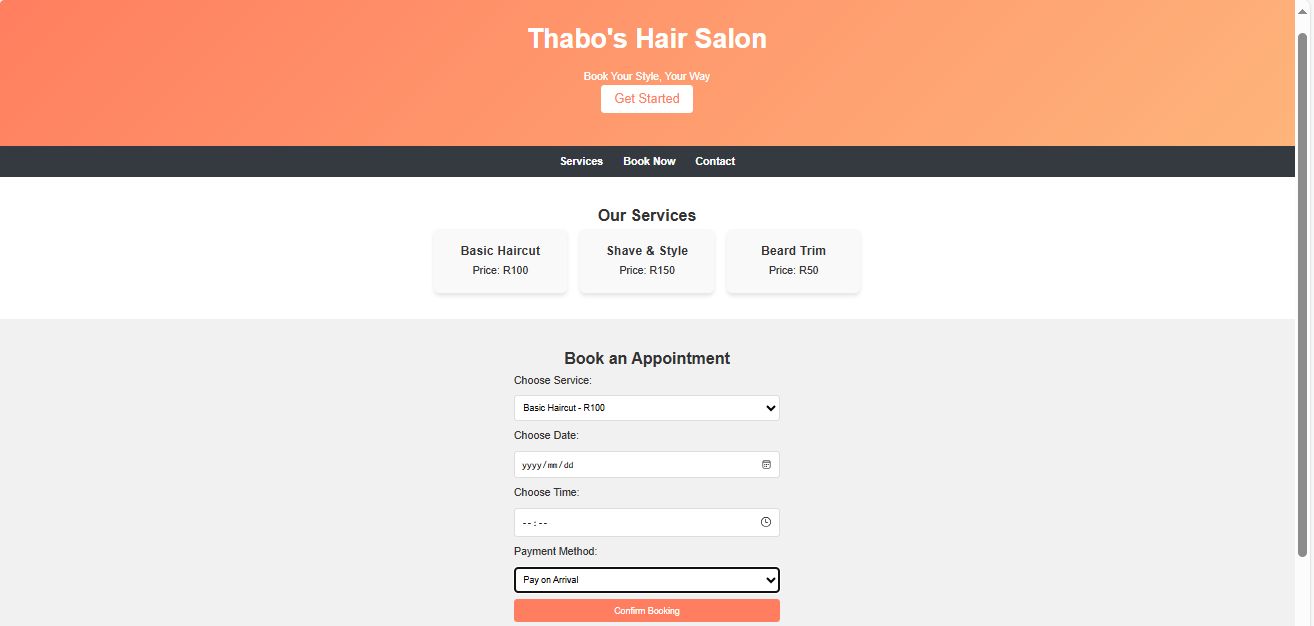 Thabo's Hair Salon
Book Your Style, Your Way
Get Started
Services Book Now Contact
Our Services
Basic Haircut Shave & Style Beard Trim
Price: R100 Price: R150 Price: R50
Book an Appointment
Choose Service:
Basic Haircut - R100
Choose Date:
yyyy/mm/dd
Choose Time:
--:--
Payment Method:
Pay on Arrival
Confirm Booking